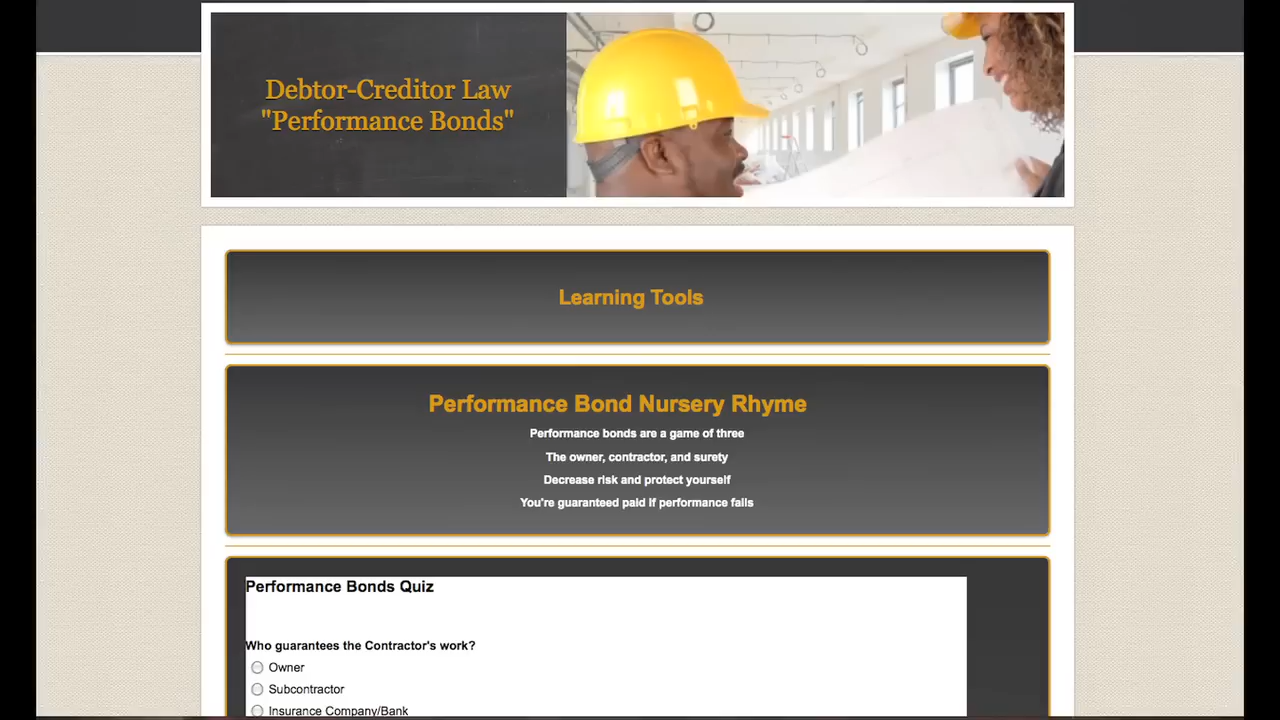 Debtor-Creditor Law
"Performance Bonds"
Learning Tools
Performance Bond Nursery Rhyme
Performance bonds are a game of three
The owner, contractor, and surety
Decrease risk and protect yourself
You're guaranteed paid if performance fails
Performance Bonds Quiz
Who guarantees the Contractor's work?
Owner
Subcontractor
Insurance Company/Bank